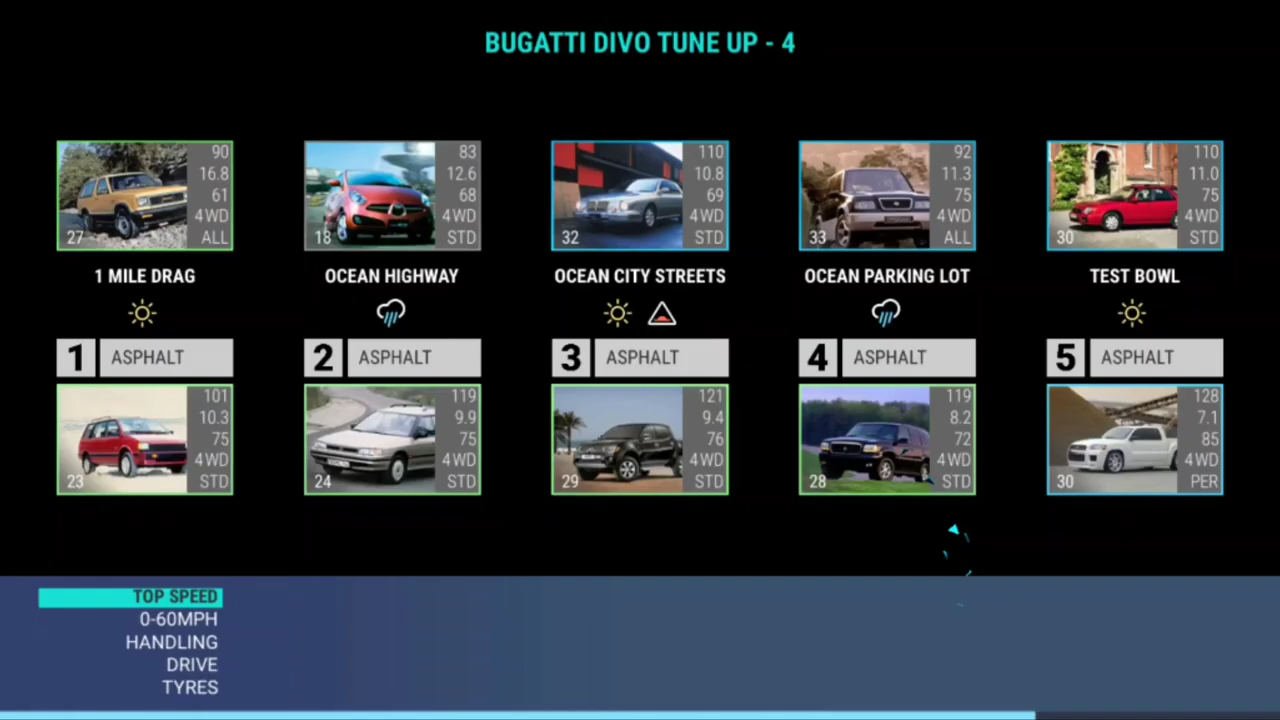 BUGATTI DIVO TUNE UP - 4
90
16.8
61
4WD
ALL
27
83
12.6
68
4WD
STD
18
110
10.8
69
4WD
STD
32
92
11.3
75
4WD
ALL
33
110
11.0
75
4WD
STD
30
1 MILE DRAG
OCEAN HIGHWAY
OCEAN CITY STREETS
OCEAN PARKING LOT
TEST BOWL
1 ASPHALT
2 ASPHALT
3 ASPHALT
4 ASPHALT
5 ASPHALT
101
10.3
75
4WD
STD
23
119
9.9
75
4WD
STD
24
121
9.4
76
4WD
STD
29
119
8.2
72
4WD
STD
28
128
7.1
85
4WD
PER
30
TOP SPEED
0-60MPH
HANDLING
DRIVE
TYRES